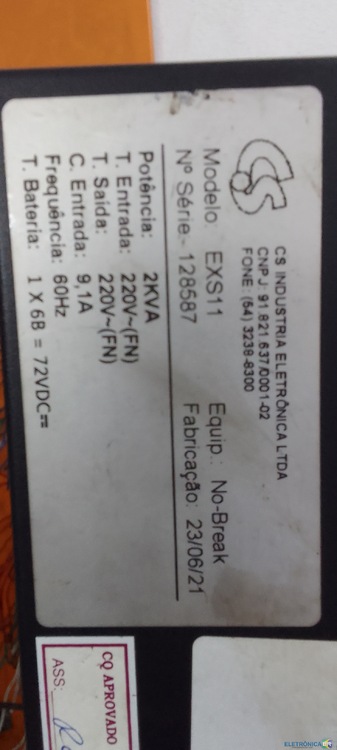 CS
CS INDUSTRIA ELETRÔNICA LTDA
CNPJ: 91.821.637/0001-02
FONE: (54) 3238-8300
Modelo: EXS11 Equip.: No-Break
Nº Série:- 128587 Fabricação: 23/06/21
Potência: 2KVA
T. Entrada: 220V~(FN)
T. Saída: 220V~(FN)
C. Entrada: 9,1A
Frequência: 60Hz
T. Bateria: 1 X 6B = 72VDC
CQ APROVADO
ASS:
ELETRÔNICA